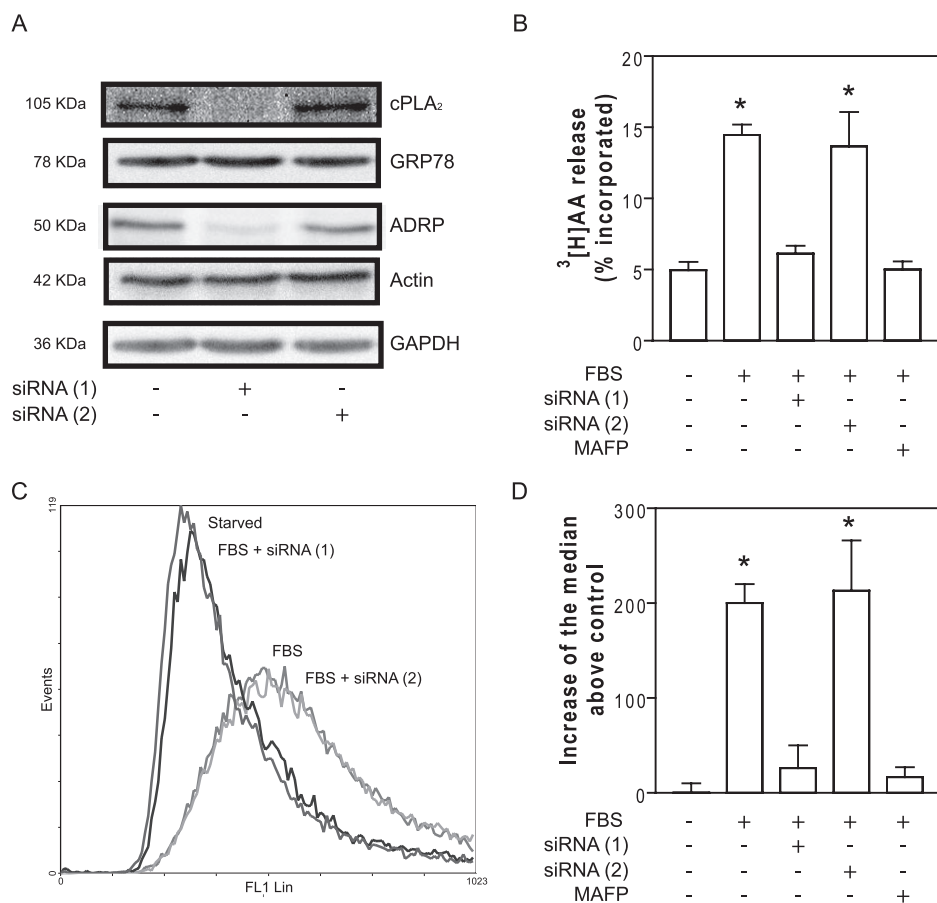 A
105 KDa cPLA₂
78 KDa GRP78
50 KDa ADRP
42 KDa Actin
36 KDa GAPDH
siRNA (1) - + -
siRNA (2) - - +
B
³[H]AA release
(% incorporated)
20
15
10
5
0
* *
FBS - + + + +
siRNA (1) - - + - -
siRNA (2) - - - + -
MAFP - - - - +
C
119
Events
0
Starved
FBS + siRNA (1)
FBS
FBS + siRNA (2)
0 FL1 Lin 1023
D
Increase of the median
above control
300
200
100
0
* *
FBS - + + + +
siRNA (1) - - + - -
siRNA (2) - - - + -
MAFP - - - - +